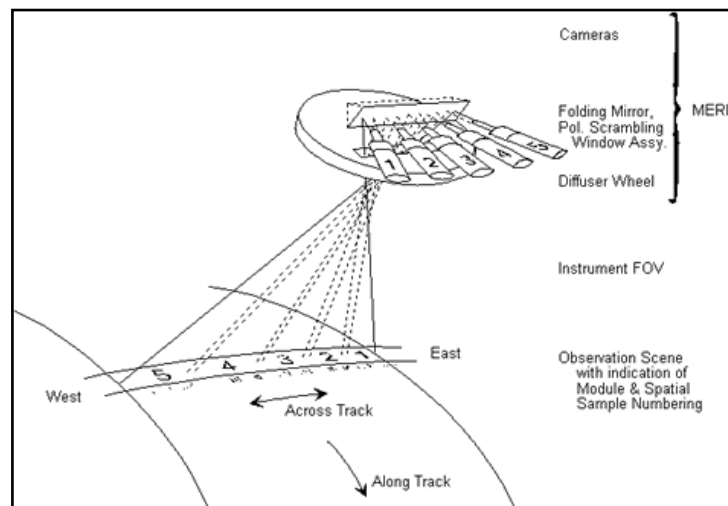 Cameras
Folding Mirror,
Pol. Scrambling
Window Assy.
MERI
Diffuser Wheel
1
2
3
4
5
Instrument FOV
5
4
3
2
1
East
West
Across Track
Observation Scene
with indication of
Module & Spatial
Sample Numbering
Along Track